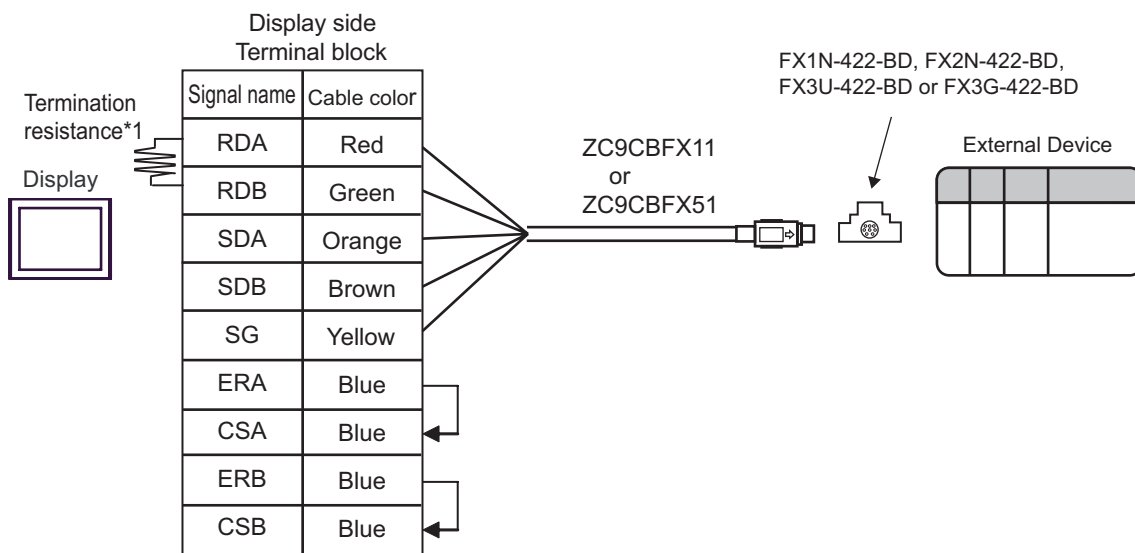 Display side
Terminal block
Signal name Cable color
RDA Red
RDB Green
SDA Orange
SDB Brown
SG Yellow
ERA Blue
CSA Blue
ERB Blue
CSB Blue
Termination
resistance*1
Display
ZC9CBFX11
or
ZC9CBFX51
FX1N-422-BD, FX2N-422-BD,
FX3U-422-BD or FX3G-422-BD
External Device